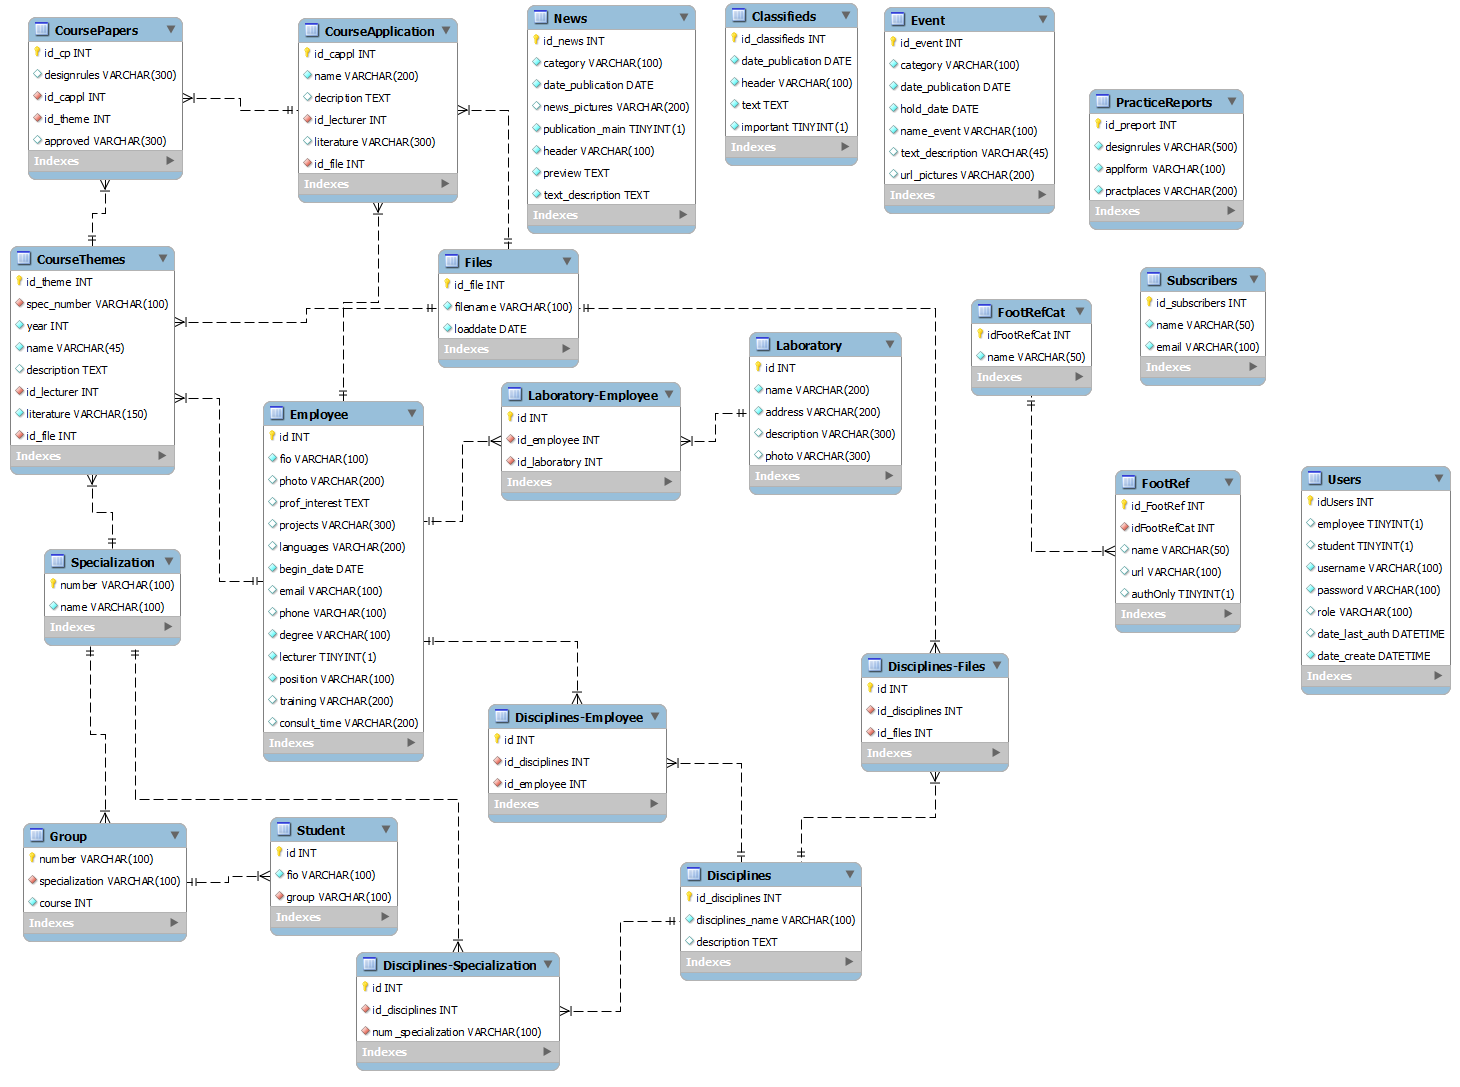 CoursePapers
id_cp INT
designrules VARCHAR(300)
id_cappl INT
id_theme INT
approved VARCHAR(300)
Indexes
CourseApplication
id_cappl INT
name VARCHAR(200)
decription TEXT
id_lecturer INT
literature VARCHAR(300)
id_file INT
Indexes
News
id_news INT
category VARCHAR(100)
date_publication DATE
news_pictures VARCHAR(200)
publication_main TINYINT(1)
header VARCHAR(100)
preview TEXT
text_description TEXT
Indexes
Classifieds
id_classifieds INT
date_publication DATE
header VARCHAR(100)
text TEXT
important TINYINT(1)
Indexes
Event
id_event INT
category VARCHAR(100)
date_publication DATE
hold_date DATE
name_event VARCHAR(100)
text_description VARCHAR(45)
url_pictures VARCHAR(200)
Indexes
PracticeReports
id_preport INT
designrules VARCHAR(500)
applform VARCHAR(100)
practplaces VARCHAR(200)
Indexes
CourseThemes
id_theme INT
spec_number VARCHAR(100)
year INT
name VARCHAR(45)
description TEXT
id_lecturer INT
literature VARCHAR(150)
id_file INT
Indexes
Files
id_file INT
filename VARCHAR(100)
loaddate DATE
Indexes
Subscribers
id_subscribers INT
name VARCHAR(50)
email VARCHAR(100)
Indexes
FootRefCat
idFootRefCat INT
name VARCHAR(50)
Indexes
Laboratory
id INT
name VARCHAR(200)
address VARCHAR(200)
description VARCHAR(300)
photo VARCHAR(300)
Indexes
Laboratory-Employee
id INT
id_employee INT
id_laboratory INT
Indexes
Employee
id INT
fio VARCHAR(100)
photo VARCHAR(200)
prof_interest TEXT
projects VARCHAR(300)
languages VARCHAR(200)
begin_date DATE
email VARCHAR(100)
phone VARCHAR(100)
degree VARCHAR(100)
lecturer TINYINT(1)
position VARCHAR(100)
training VARCHAR(200)
consult_time VARCHAR(200)
Indexes
FootRef
id_FootRef INT
idFootRefCat INT
name VARCHAR(50)
url VARCHAR(100)
authOnly TINYINT(1)
Indexes
Users
idUsers INT
employee TINYINT(1)
student TINYINT(1)
username VARCHAR(100)
password VARCHAR(100)
role VARCHAR(100)
date_last_auth DATETIME
date_create DATETIME
Indexes
Specialization
number VARCHAR(100)
name VARCHAR(100)
Indexes
Disciplines-Files
id INT
id_disciplines INT
id_files INT
Indexes
Disciplines-Employee
id INT
id_disciplines INT
id_employee INT
Indexes
Group
number VARCHAR(100)
specialization VARCHAR(100)
course INT
Indexes
Student
id INT
fio VARCHAR(100)
group VARCHAR(100)
Indexes
Disciplines
id_disciplines INT
disciplines_name VARCHAR(100)
description TEXT
Indexes
Disciplines-Specialization
id INT
id_disciplines INT
num_specialization VARCHAR(100)
Indexes